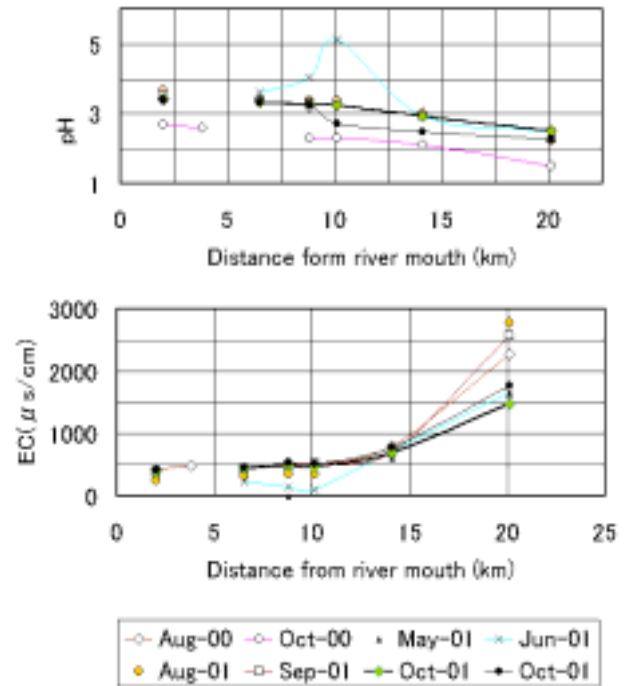 5
3
1
pH
0 5 10 15 20
Distance form river mouth (km)
3000
2000
1000
0
EC( μ s/cm)
0 5 10 15 20 25
Distance from river mouth (km)
Aug-00 Oct-00 May-01 Jun-01
Aug-01 Sep-01 Oct-01 Oct-01